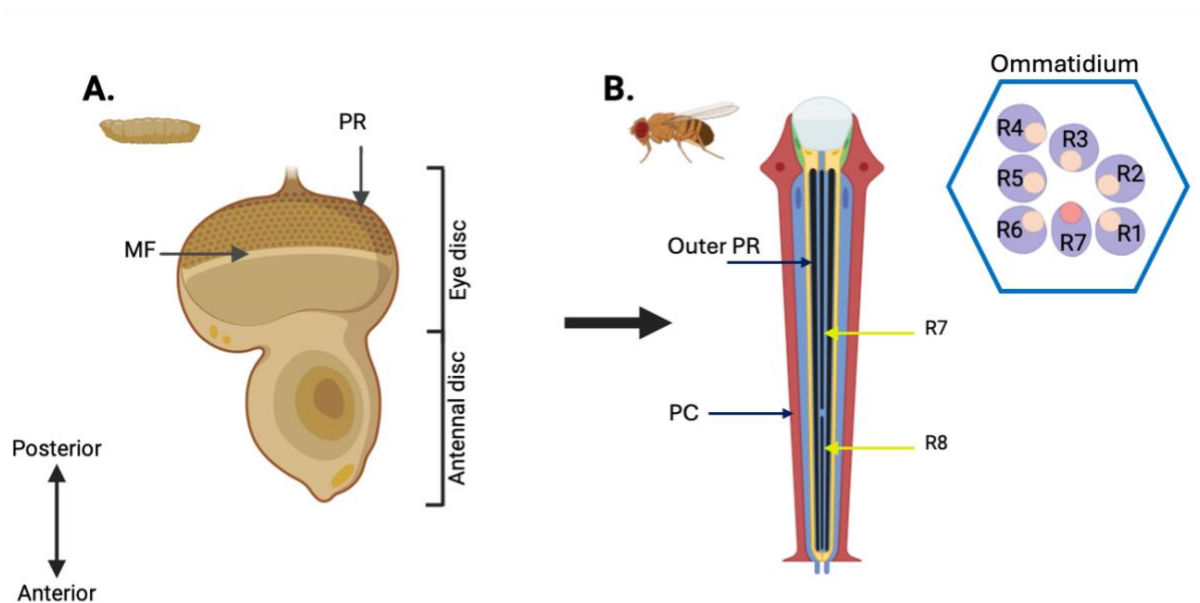 A.
PR
MF
Eye disc
Antennal disc
Posterior
Anterior
B.
Outer PR
PC
R7
R8
Ommatidium
R4
R3
R5
R2
R6
R7
R1